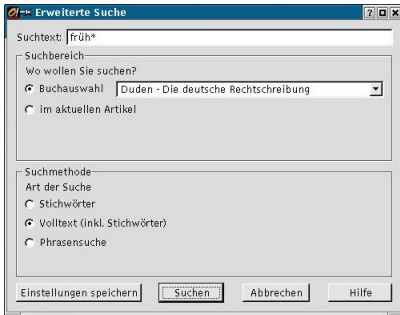 Erweiterte Suche
Suchtext: früh*
Suchbereich
Wo wollen Sie suchen?
Buchauswahl Duden - Die deutsche Rechtschreibung
im aktuellen Artikel
Suchmethode
Art der Suche
Stichwörter
Volltext (inkl. Stichwörter)
Phrasensuche
Einstellungen speichern Suchen Abbrechen Hilfe